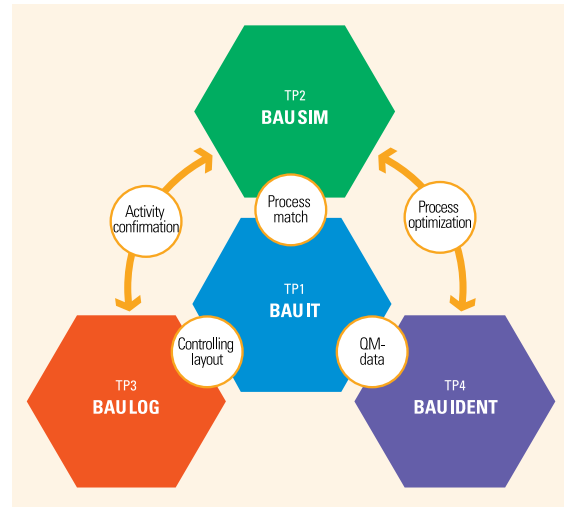 TP2
BAU SIM
Process
match
Activity
confirmation
Process
optimization
TP1
BAU IT
Controlling
layout
QM-
data
TP3
BAU LOG
TP4
BAU IDENT